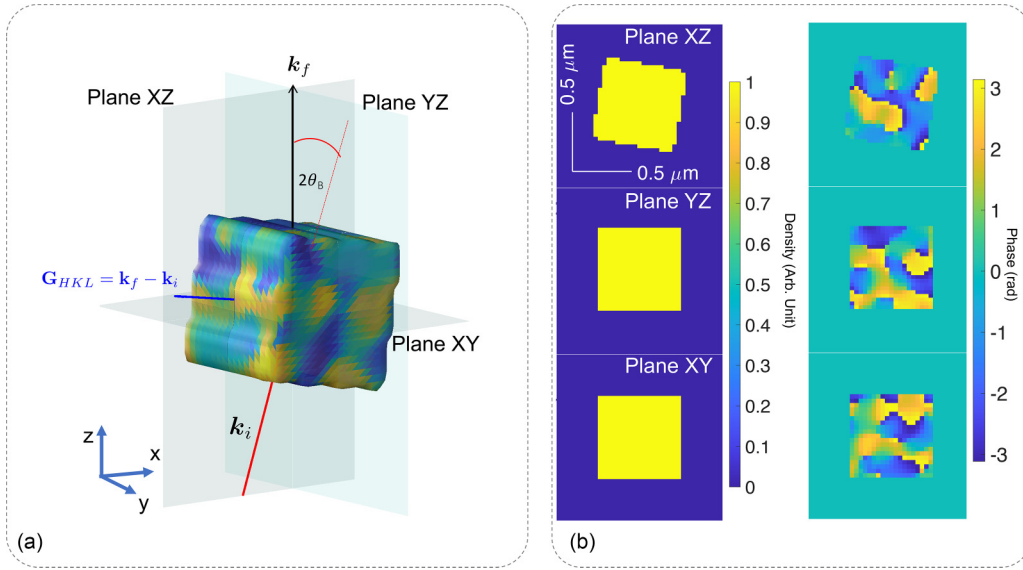 k_f
Plane XZ
Plane YZ
2θ_B
G_HKL = k_f − k_i
Plane XY
k_i
z
x
y
(a)
Plane XZ
0.5 μm
0.5 μm
Plane YZ
Plane XY
1
0.9
0.8
0.7
0.6
0.5
0.4
0.3
0.2
0.1
0
Density (Arb. Unit)
3
2
1
0
-1
-2
-3
Phase (rad)
(b)